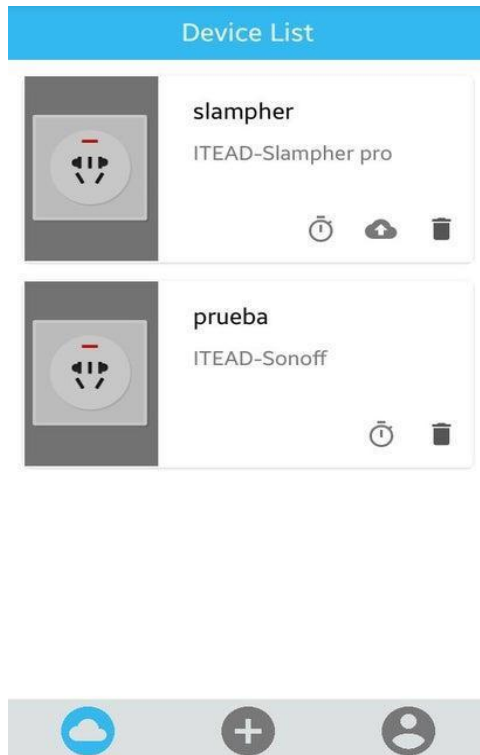 Device List
slampher
ITEAD-Slampher pro
prueba
ITEAD-Sonoff